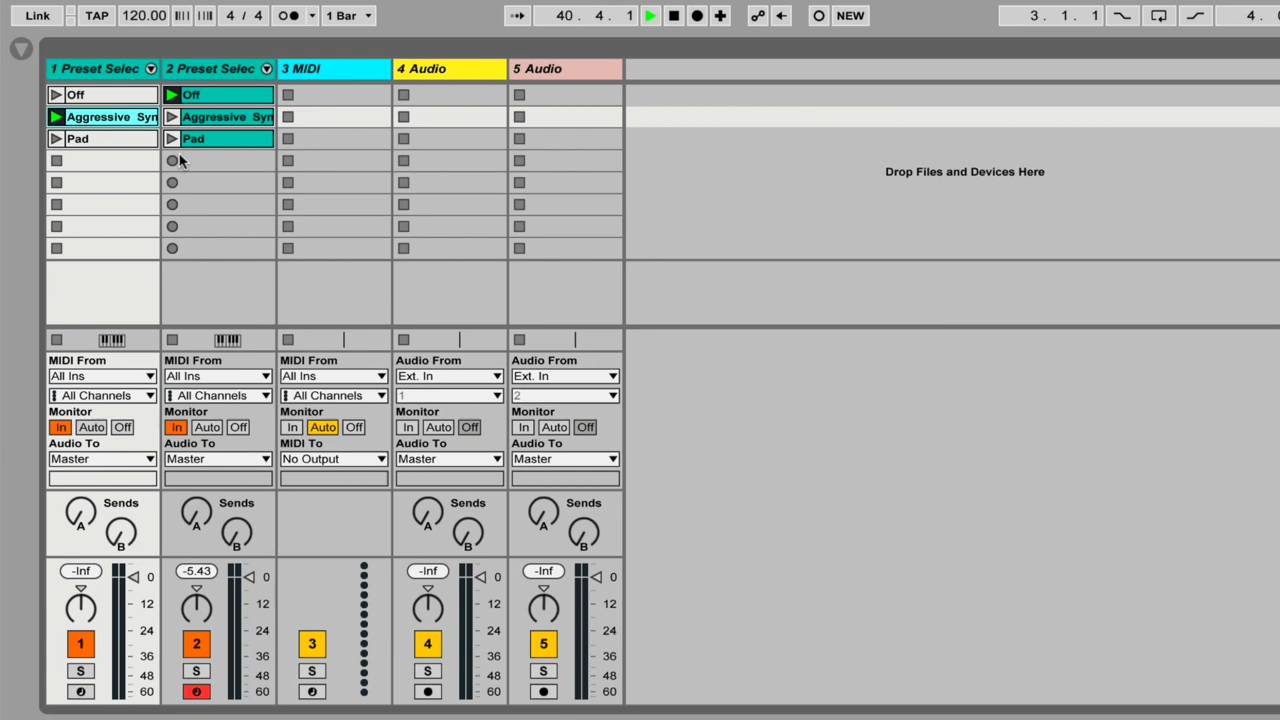 Link TAP 120.00 4 / 4 1 Bar 40. 4. 1 NEW 3. 1. 1 4.
1 Preset Selec 2 Preset Selec 3 MIDI 4 Audio 5 Audio
Off Off
Aggressive Syn Aggressive Syn
Pad Pad
Drop Files and Devices Here
MIDI From MIDI From MIDI From Audio From Audio From
All Ins All Ins All Ins Ext. In Ext. In
All Channels All Channels All Channels 1 2
Monitor Monitor Monitor Monitor Monitor
In Auto Off In Auto Off In Auto Off In Auto Off In Auto Off
Audio To Audio To MIDI To Audio To Audio To
Master Master No Output Master Master
Sends Sends Sends Sends
A A A A
B B B B
-Inf -5.43 -Inf -Inf
0 0 0 0
12 12 12 12
24 24 24 24
1 2 3 4 5
36 36 36 36
S S S S S
48 48 48 48
60 60 60 60